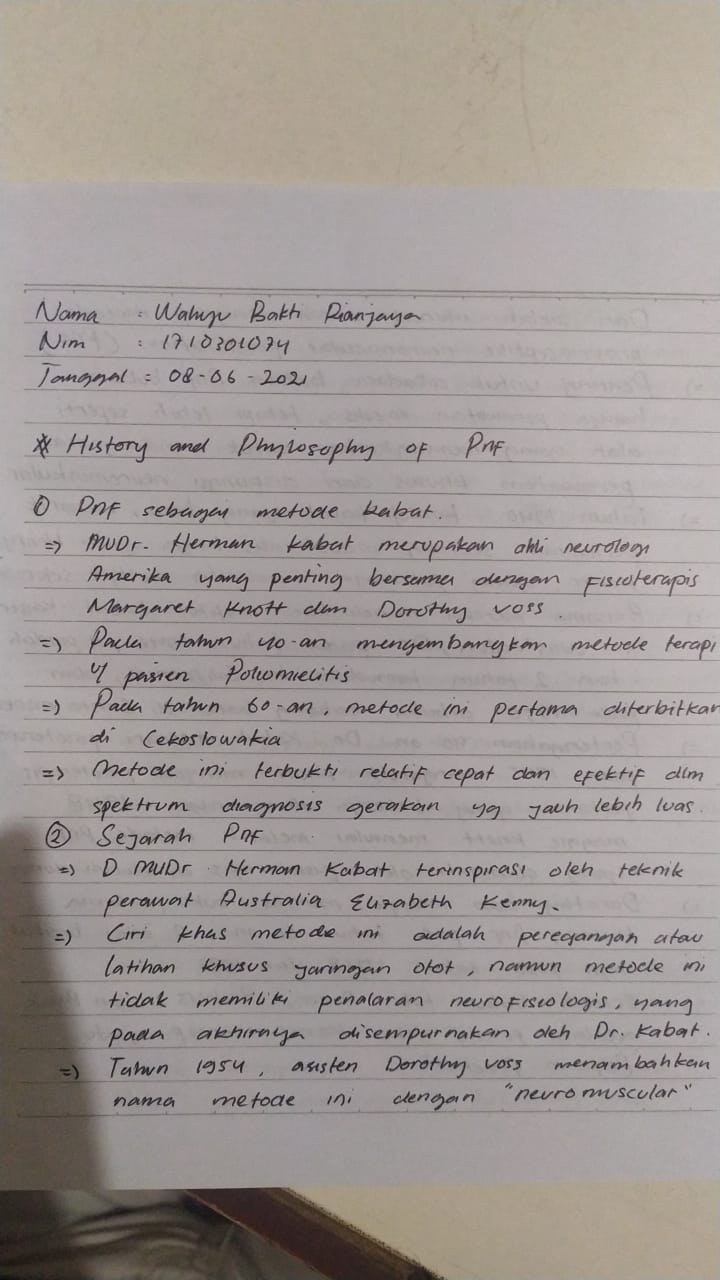 Nama : Wahyu Bakti Rianjaya
Nim : 1710301074
Tanggal : 08-06-2021
* History and Phylosophy of PNF
① PNF sebagai metode kabat.
=> MUDr. Herman kabat merupakan ahli neurologi
Amerika yang penting bersama dengan Fisioterapis
Margaret Knott dan Dorothy voss.
=> Pada tahun 40-an mengembangkan metode terapi
u/ pasien Poliomielitis
=> Pada tahun 60-an, metode ini pertama diterbitkan
di Cekoslowakia
=> Metode ini terbukti relatif cepat dan efektif dlm
spektrum diagnosis gerakan yg jauh lebih luas.
② Sejarah PNF
=> D MUDr. Herman Kabat terinspirasi oleh teknik
perawat Australia Elizabeth Kenny.
=> Ciri khas metode ini adalah peregangan atau
latihan khusus jaringan otot, namun metode ini
tidak memiliki penalaran neurofisiologis, yang
pada akhirnya disempurnakan oleh Dr. Kabat.
=> Tahun 1954, asisten Dorothy voss menambahkan
nama metode ini dengan "neuromuscular"